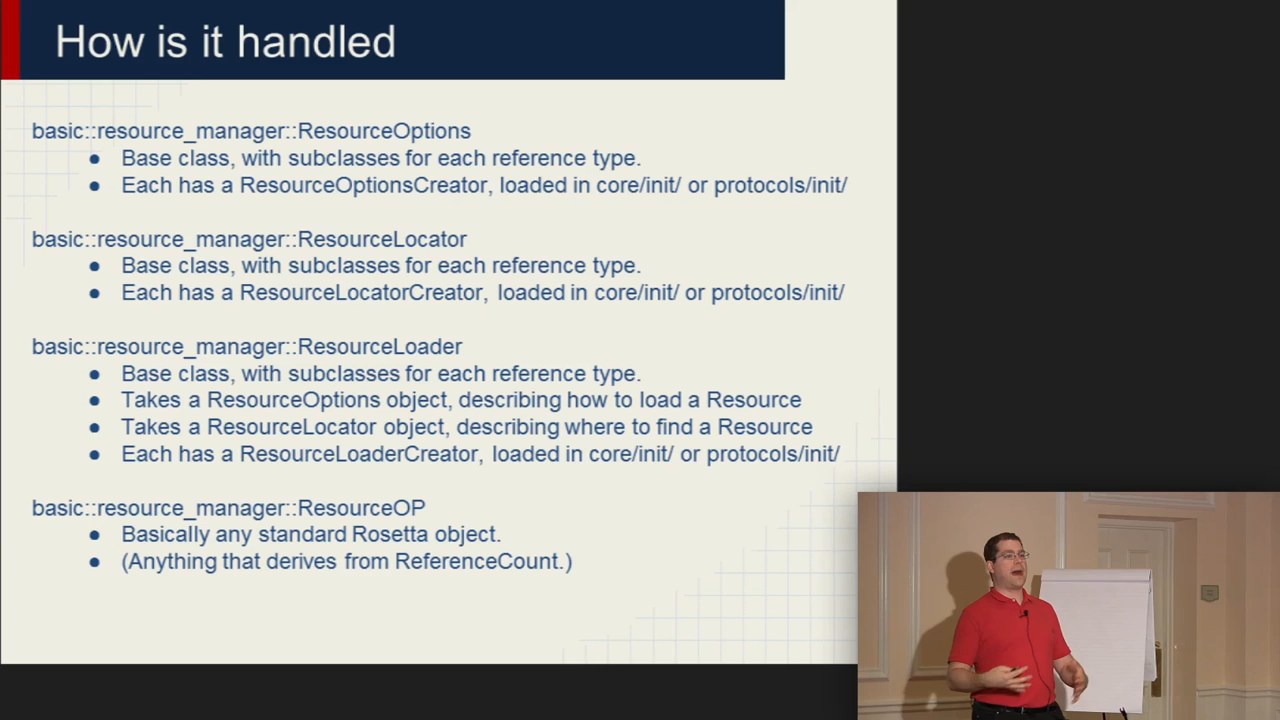 How is it handled
basic::resource_manager::ResourceOptions
● Base class, with subclasses for each reference type.
● Each has a ResourceOptionsCreator, loaded in core/init/ or protocols/init/
basic::resource_manager::ResourceLocator
● Base class, with subclasses for each reference type.
● Each has a ResourceLocatorCreator, loaded in core/init/ or protocols/init/
basic::resource_manager::ResourceLoader
● Base class, with subclasses for each reference type.
● Takes a ResourceOptions object, describing how to load a Resource
● Takes a ResourceLocator object, describing where to find a Resource
● Each has a ResourceLoaderCreator, loaded in core/init/ or protocols/init/
basic::resource_manager::ResourceOP
● Basically any standard Rosetta object.
● (Anything that derives from ReferenceCount.)